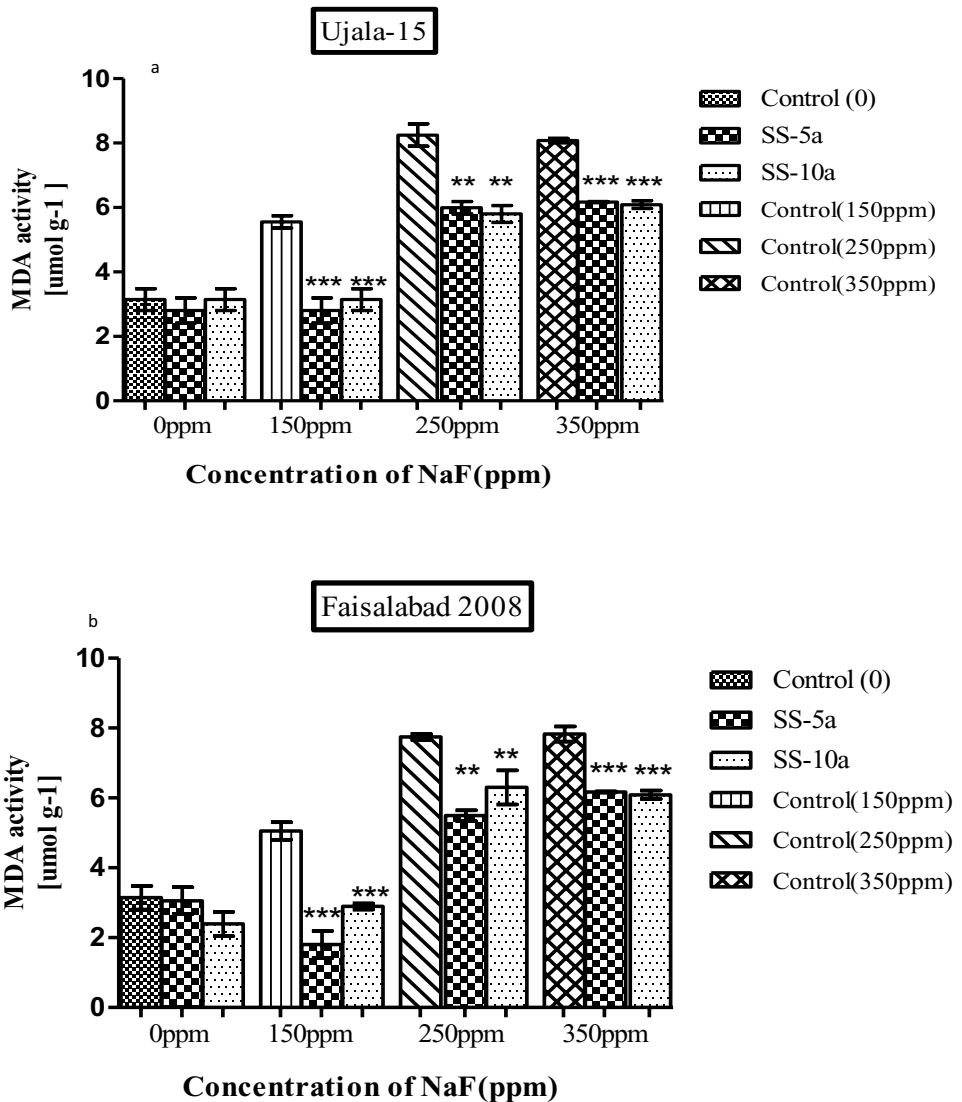 Ujala-15
a
10
8
6
4
2
0
MDA activity
[umol g-1 ]
** ** *** ***
*** ***
0ppm 150ppm 250ppm 350ppm
Concentration of NaF(ppm)
Control (0)
SS-5a
SS-10a
Control(150ppm)
Control(250ppm)
Control(350ppm)
Faisalabad 2008
b
10
8
6
4
2
0
MDA activity
[umol g-1]
**
** *** ***
***
***
0ppm 150ppm 250ppm 350ppm
Concentration of NaF(ppm)
Control (0)
SS-5a
SS-10a
Control(150ppm)
Control(250ppm)
Control(350ppm)